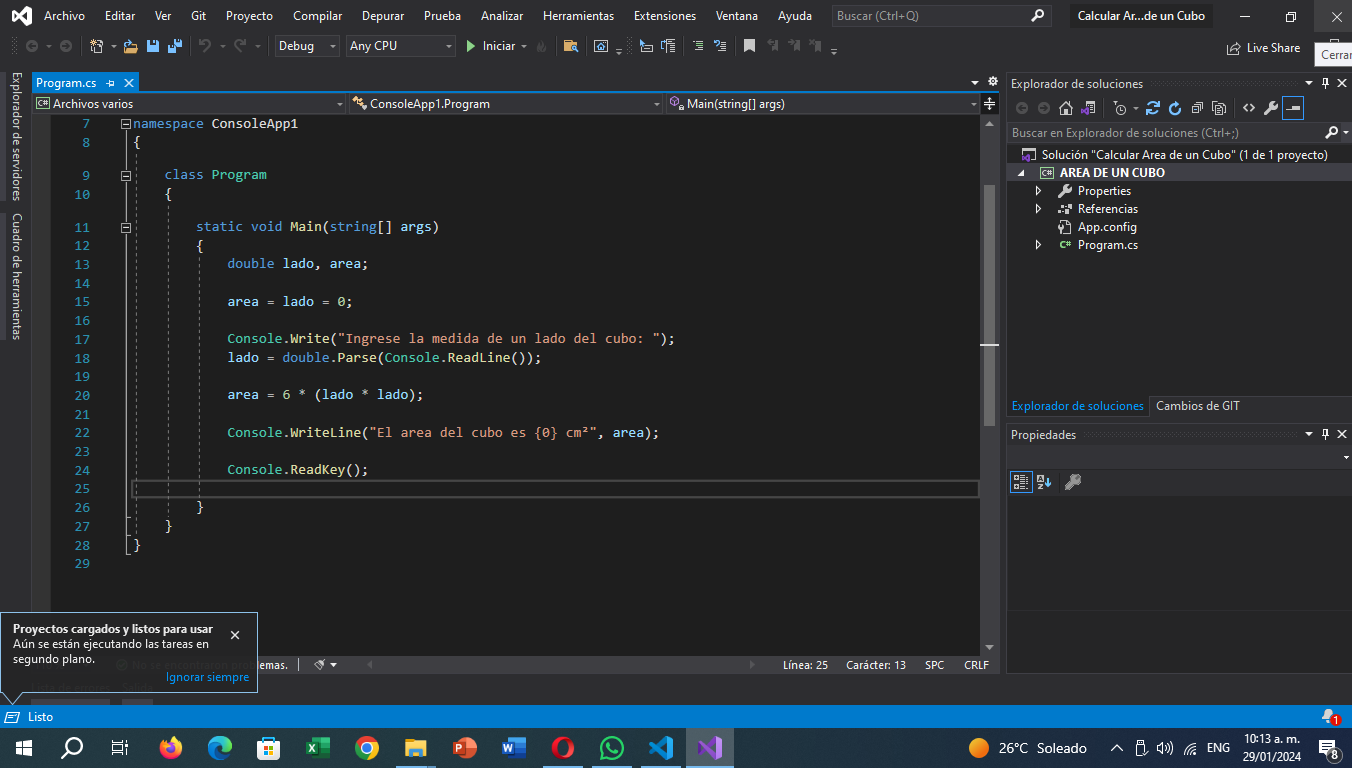 Archivo Editar Ver Git Proyecto Compilar Depurar Prueba Analizar Herramientas Extensiones Ventana Ayuda Buscar (Ctrl+Q) Calcular Ar...de un Cubo
Debug Any CPU Iniciar Live Share
Cerrar
Explorador de servidores
Cuadro de herramientas
Program.cs
C# Archivos varios ConsoleApp1.Program Main(string[] args)
7 namespace ConsoleApp1
8 {
9 class Program
10 {
11 static void Main(string[] args)
12 {
13 double lado, area;
14
15 area = lado = 0;
16
17 Console.Write("Ingrese la medida de un lado del cubo: ");
18 lado = double.Parse(Console.ReadLine());
19
20 area = 6 * (lado * lado);
21
22 Console.WriteLine("El area del cubo es {0} cm²", area);
23
24 Console.ReadKey();
25
26 }
27 }
28 }
29
Explorador de soluciones
Buscar en Explorador de soluciones (Ctrl+;)
Solución "Calcular Area de un Cubo" (1 de 1 proyecto)
C# AREA DE UN CUBO
Properties
Referencias
App.config
C# Program.cs
Explorador de soluciones Cambios de GIT
Propiedades
Proyectos cargados y listos para usar
Aún se están ejecutando las tareas en
segundo plano.
Ignorar siempre
Línea: 25 Carácter: 13 SPC CRLF
Listo 1
26°C Soleado ENG 10:13 a. m.
29/01/2024
8